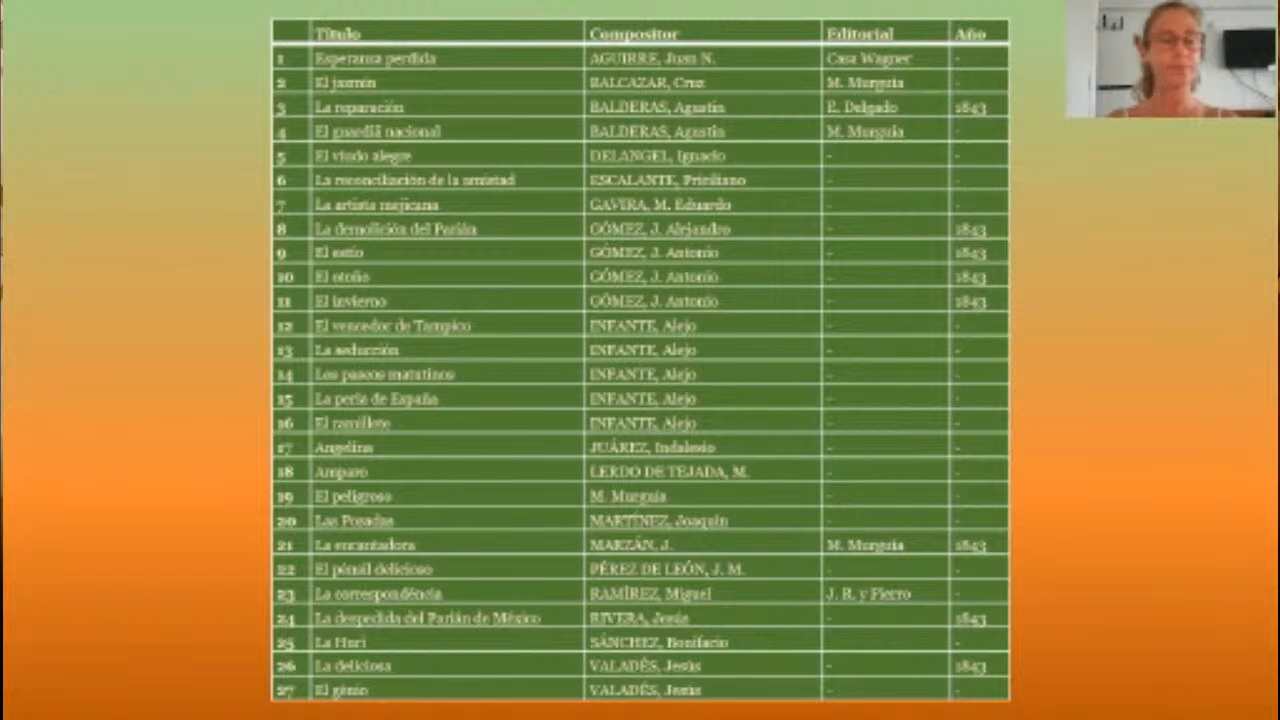 Título Compositor Editorial Año
1 Esperanza perdida AGUIRRE, Juan N. Casa Wagner -
2 El jazmín BALCAZAR, Cruz M. Murguía -
3 La reparación BALDERAS, Agustín E. Delgado 1843
4 El guardiã nacional BALDERAS, Agustín M. Murguía -
5 El viudo alegre DELANGEL, Ignacio - -
6 La reconciliación de la amistad ESCALANTE, Prisiliano - -
7 La artista mejicana GAVIRA, M. Eduardo - -
8 La demolición del Parián GÓMEZ, J. Alejandro - 1843
9 El estío GÓMEZ, J. Antonio - 1843
10 El otoño GÓMEZ, J. Antonio - 1843
11 El invierno GÓMEZ, J. Antonio - 1843
12 El vencedor de Tampico INFANTE, Alejo - -
13 La seducción INFANTE, Alejo - -
14 Los paseos matutinos INFANTE, Alejo - -
15 La perla de España INFANTE, Alejo - -
16 El ramillete INFANTE, Alejo - -
17 Angelina JUÁREZ, Indalesio - -
18 Amparo LERDO DE TEJADA, M. - -
19 El peligroso M. Murguía - -
20 Las Posadas MARTÍNEZ, Joaquín - -
21 La encantadora MARZÁN, J. M. Murguía 1843
22 El pénsil delicioso PÉREZ DE LEÓN, J. M. - -
23 La correspondência RAMÍREZ, Miguel J. R. y Fierro -
24 La despedida del Parián de México RIVERA, Jesús - 1843
25 La Hurí SÁNCHEZ, Bonifacio - -
26 La deliciosa VALADÉS, Jesús - 1843
27 El génio VALADÉS, Jesús - -